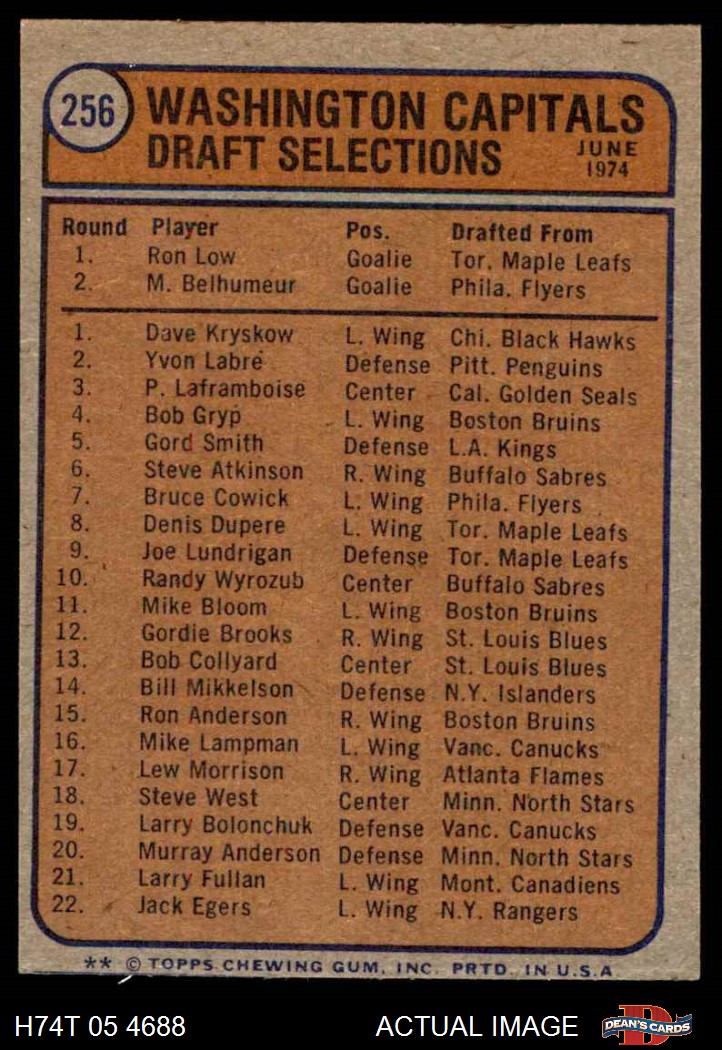 256 WASHINGTON CAPITALS
DRAFT SELECTIONS JUNE 1974
Round Player Pos. Drafted From
1. Ron Low Goalie Tor. Maple Leafs
2. M. Belhumeur Goalie Phila. Flyers
1. Dave Kryskow L. Wing Chi. Black Hawks
2. Yvon Labre Defense Pitt. Penguins
3. P. Laframboise Center Cal. Golden Seals
4. Bob Gryp L. Wing Boston Bruins
5. Gord Smith Defense L.A. Kings
6. Steve Atkinson R. Wing Buffalo Sabres
7. Bruce Cowick L. Wing Phila. Flyers
8. Denis Dupere L. Wing Tor. Maple Leafs
9. Joe Lundrigan Defense Tor. Maple Leafs
10. Randy Wyrozub Center Buffalo Sabres
11. Mike Bloom L. Wing Boston Bruins
12. Gordie Brooks R. Wing St. Louis Blues
13. Bob Collyard Center St. Louis Blues
14. Bill Mikkelson Defense N.Y. Islanders
15. Ron Anderson R. Wing Boston Bruins
16. Mike Lampman L. Wing Vanc. Canucks
17. Lew Morrison R. Wing Atlanta Flames
18. Steve West Center Minn. North Stars
19. Larry Bolonchuk Defense Vanc. Canucks
20. Murray Anderson Defense Minn. North Stars
21. Larry Fullan L. Wing Mont. Canadiens
22. Jack Egers L. Wing N.Y. Rangers
** © TOPPS CHEWING GUM, INC. PRTD. IN U.S.A.
H74T 05 4688 ACTUAL IMAGE D DEAN'S CARDS